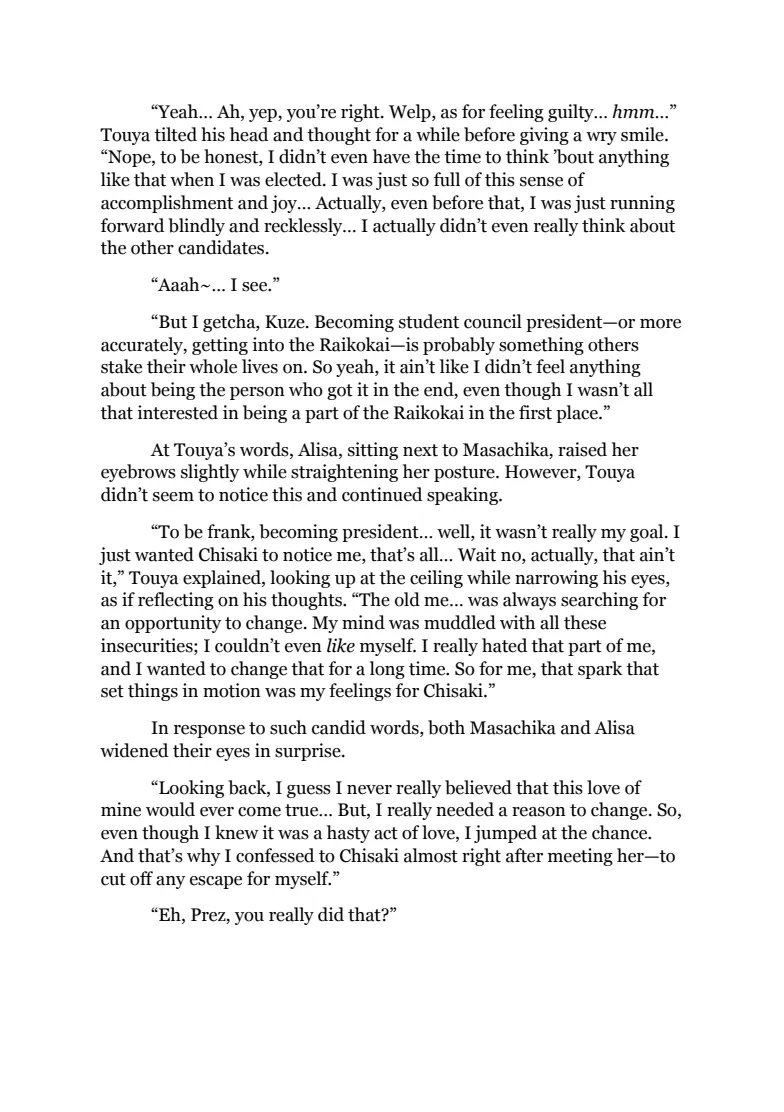 “Yeah… Ah, yep, you’re right. Welp, as for feeling guilty… hmm…”
Touya tilted his head and thought for a while before giving a wry smile.
“Nope, to be honest, I didn’t even have the time to think ’bout anything
like that when I was elected. I was just so full of this sense of
accomplishment and joy… Actually, even before that, I was just running
forward blindly and recklessly… I actually didn’t even really think about
the other candidates.
“Aaah~… I see.”
“But I getcha, Kuze. Becoming student council president—or more
accurately, getting into the Raikokai—is probably something others
stake their whole lives on. So yeah, it ain’t like I didn’t feel anything
about being the person who got it in the end, even though I wasn’t all
that interested in being a part of the Raikokai in the first place.”
At Touya’s words, Alisa, sitting next to Masachika, raised her
eyebrows slightly while straightening her posture. However, Touya
didn’t seem to notice this and continued speaking.
“To be frank, becoming president… well, it wasn’t really my goal. I
just wanted Chisaki to notice me, that’s all… Wait no, actually, that ain’t
it,” Touya explained, looking up at the ceiling while narrowing his eyes,
as if reflecting on his thoughts. “The old me… was always searching for
an opportunity to change. My mind was muddled with all these
insecurities; I couldn’t even like myself. I really hated that part of me,
and I wanted to change that for a long time. So for me, that spark that
set things in motion was my feelings for Chisaki.”
In response to such candid words, both Masachika and Alisa
widened their eyes in surprise.
“Looking back, I guess I never really believed that this love of
mine would ever come true… But, I really needed a reason to change. So,
even though I knew it was a hasty act of love, I jumped at the chance.
And that’s why I confessed to Chisaki almost right after meeting her—to
cut off any escape for myself.”
“Eh, Prez, you really did that?”